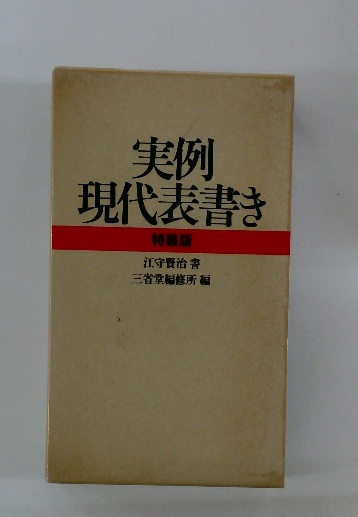 実例
現代表書き
特装版
江守賢治 書
三省堂編修所 編